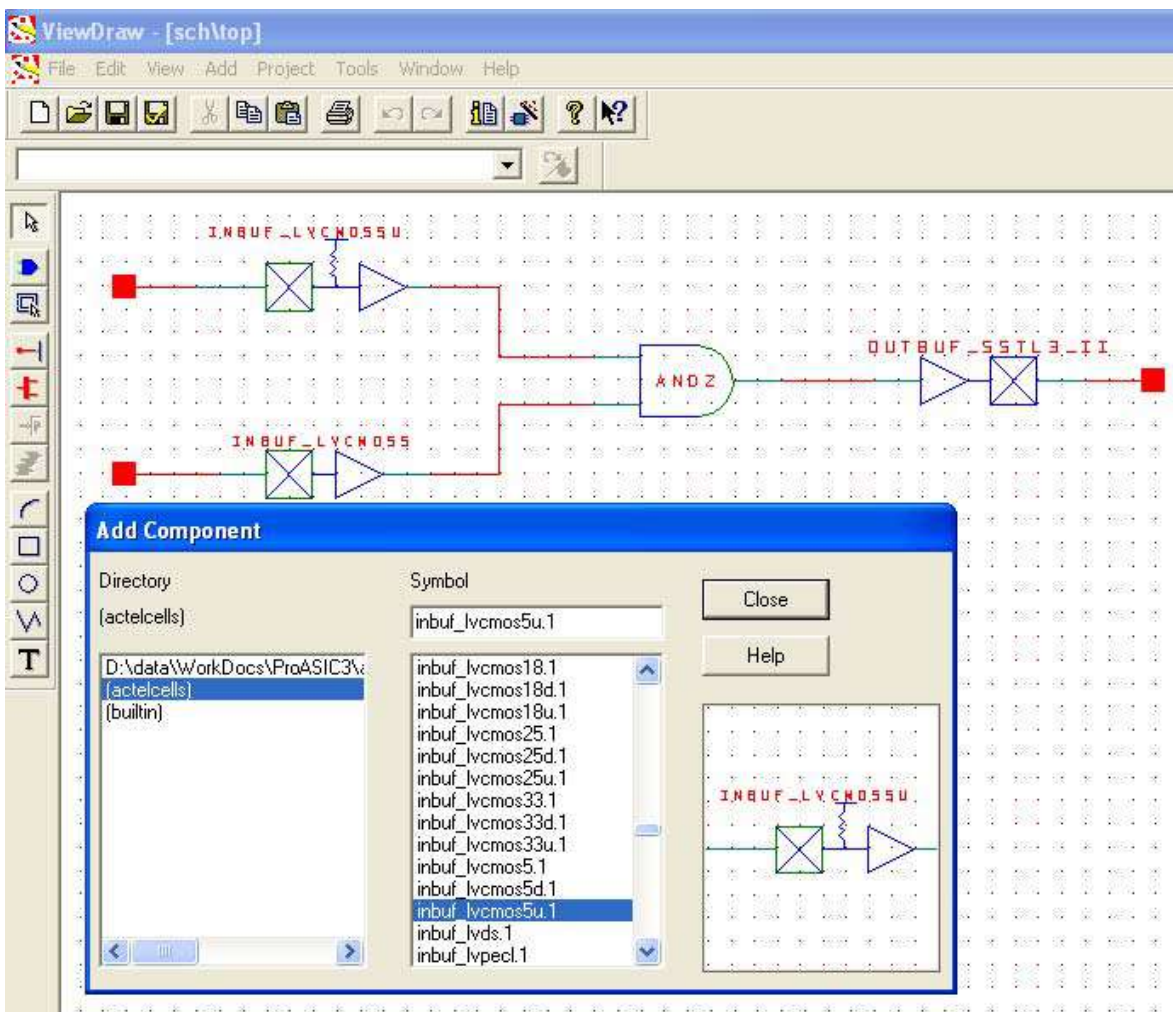 ViewDraw - [sch\top]
File Edit View Add Project Tools Window Help
INBUF_LVCMOS5U
OUTBUF_SSTL3_II
AND2
INBUF_LVCMOS5
T
Add Component
Directory
Symbol
Close
(actelcells)
inbuf_lvcmos5u.1
Help
D:\data\WorkDocs\ProASIC3\a
(actelcells)
(builtin)
inbuf_lvcmos18.1
inbuf_lvcmos18d.1
inbuf_lvcmos18u.1
inbuf_lvcmos25.1
inbuf_lvcmos25d.1
inbuf_lvcmos25u.1
inbuf_lvcmos33.1
inbuf_lvcmos33d.1
inbuf_lvcmos33u.1
inbuf_lvcmos5.1
inbuf_lvcmos5d.1
inbuf_lvcmos5u.1
inbuf_lvds.1
inbuf_lvpecl.1
INBUF_LVCMOS5U